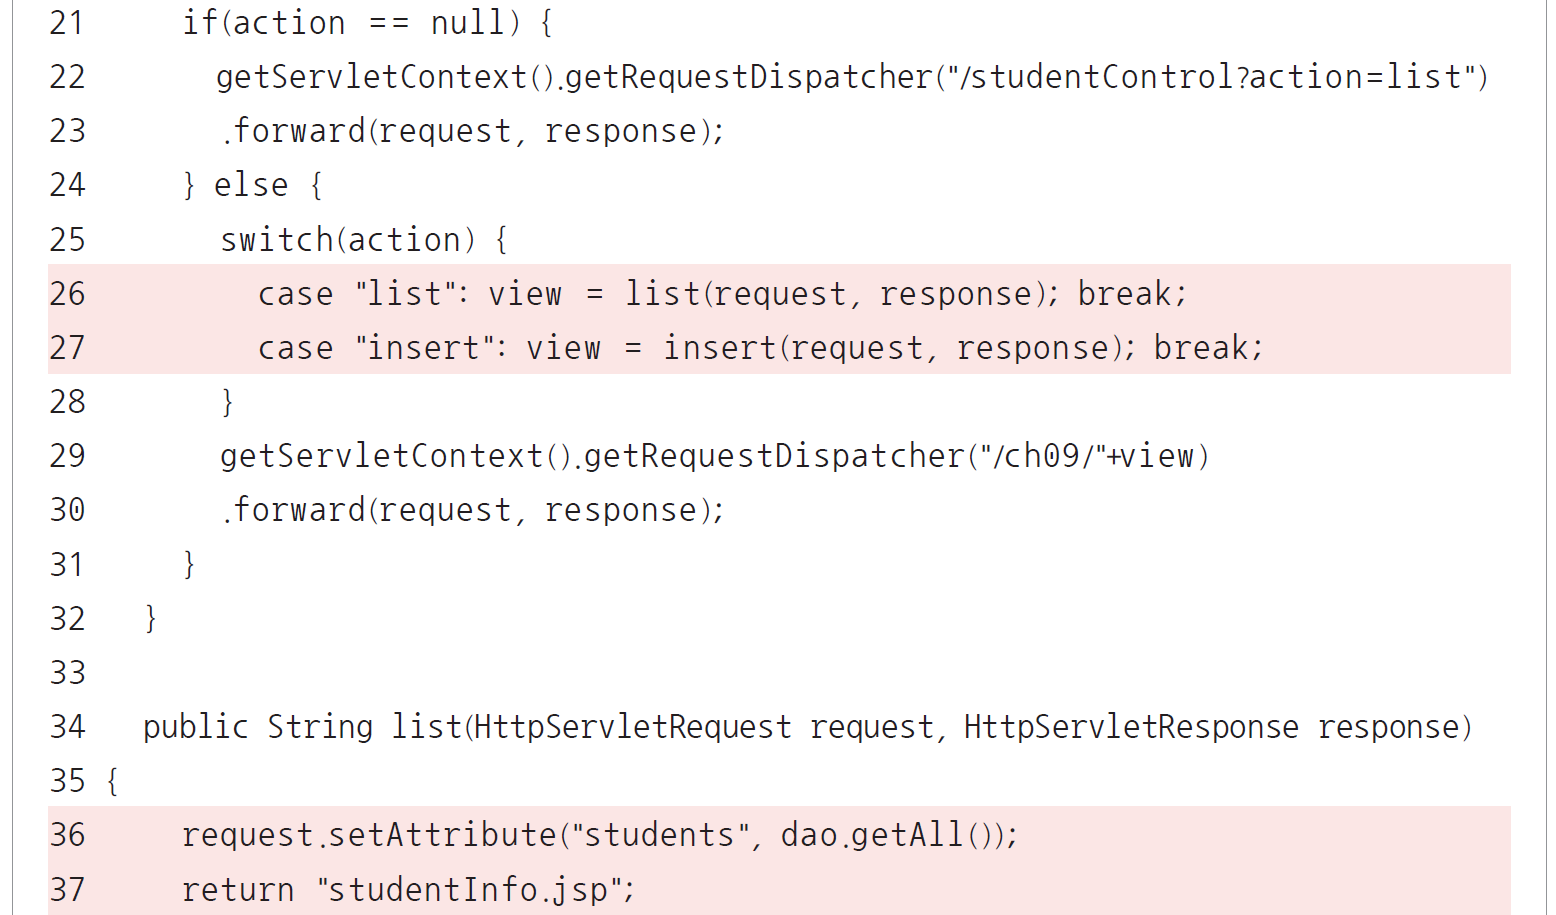 21 if(action == null) {
22 getServletContext().getRequestDispatcher("/studentControl?action=list")
23 .forward(request, response);
24 } else {
25 switch(action) {
26 case "list": view = list(request, response); break;
27 case "insert": view = insert(request, response); break;
28 }
29 getServletContext().getRequestDispatcher("/ch09/"+view)
30 .forward(request, response);
31 }
32 }
33
34 public String list(HttpServletRequest request, HttpServletResponse response)
35 {
36 request.setAttribute("students", dao.getAll());
37 return "studentInfo.jsp";